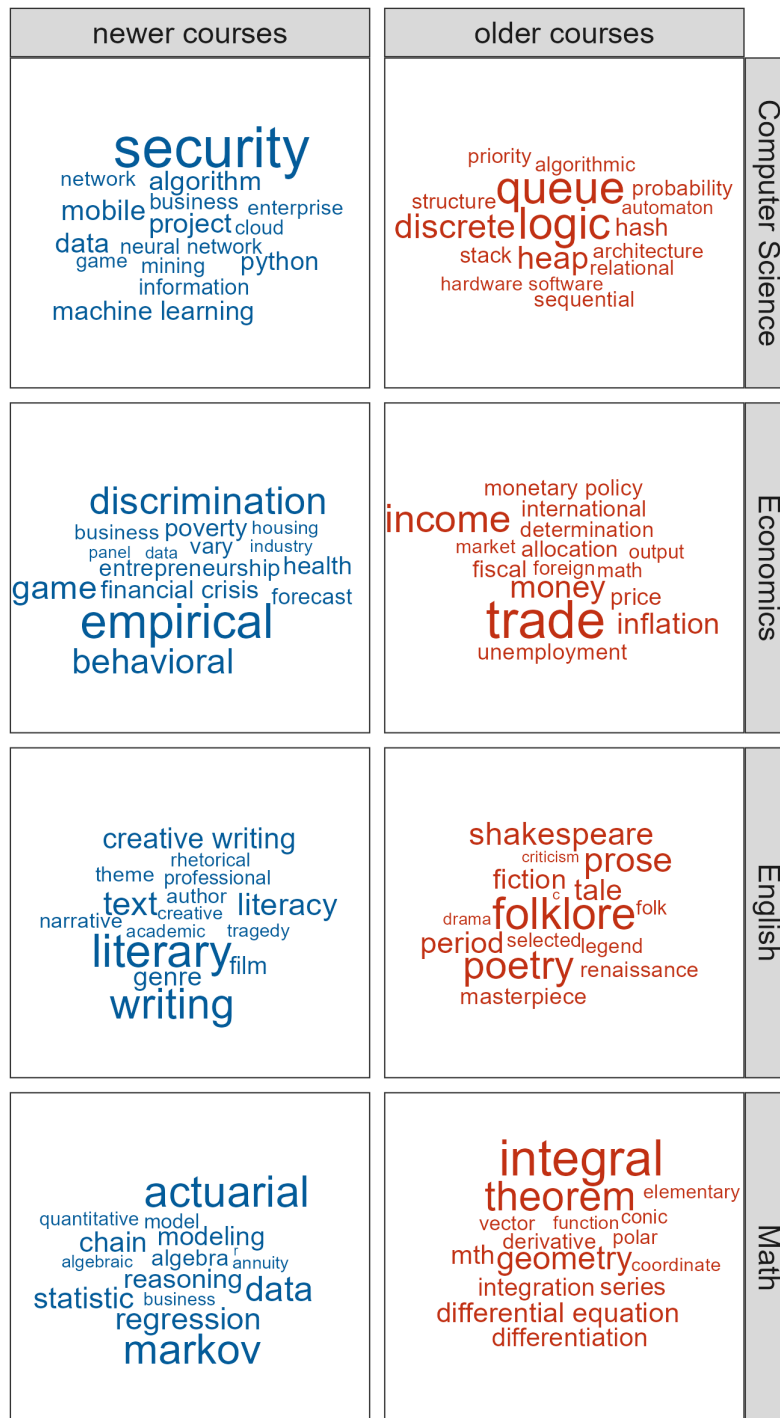 newer courses
older courses
Computer Science
security
network algorithm
mobile business enterprise
project cloud
data neural network
game mining python
information
machine learning
priority algorithmic
queue probability
structure automaton
discrete logic hash
stack heap architecture
relational
hardware software
sequential
Economics
discrimination
business poverty housing
panel data vary industry
entrepreneurship health
game financial crisis forecast
empirical
behavioral
monetary policy
income international
determination
market allocation output
fiscal foreign math
money price
trade inflation
unemployment
English
creative writing
rhetorical
theme professional
text author literacy
narrative creative
academic tragedy
literary film
genre
writing
shakespeare
criticism prose
fiction c tale
drama folklore folk
period selected legend
poetry renaissance
masterpiece
Math
actuarial
quantitative model
chain modeling
algebraic algebra r annuity
reasoning data
statistic business
regression
markov
integral
theorem elementary
vector function conic
derivative polar
mth geometry coordinate
integration series
differential equation
differentiation